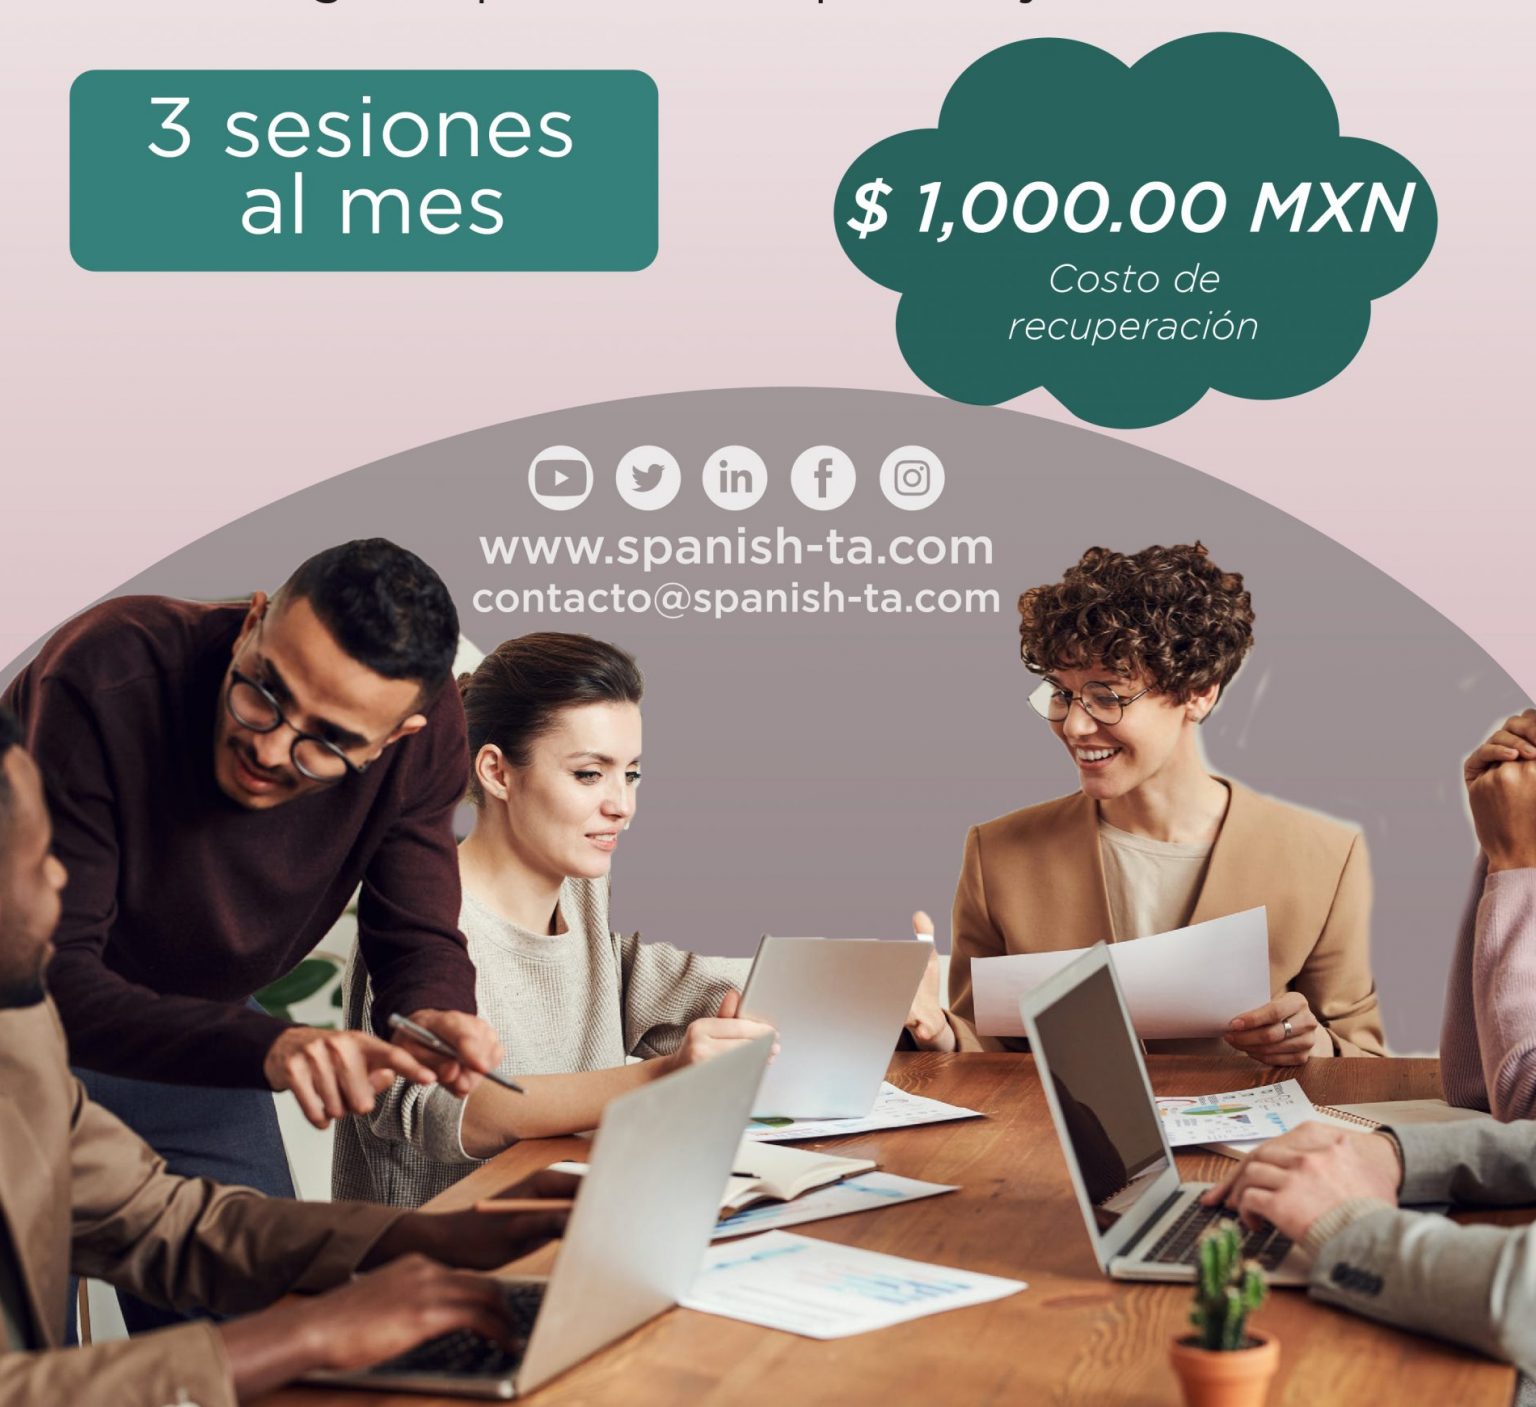 3 sesiones
al mes
$ 1,000.00 MXN
Costo de
recuperación
www.spanish-ta.com
contacto@spanish-ta.com